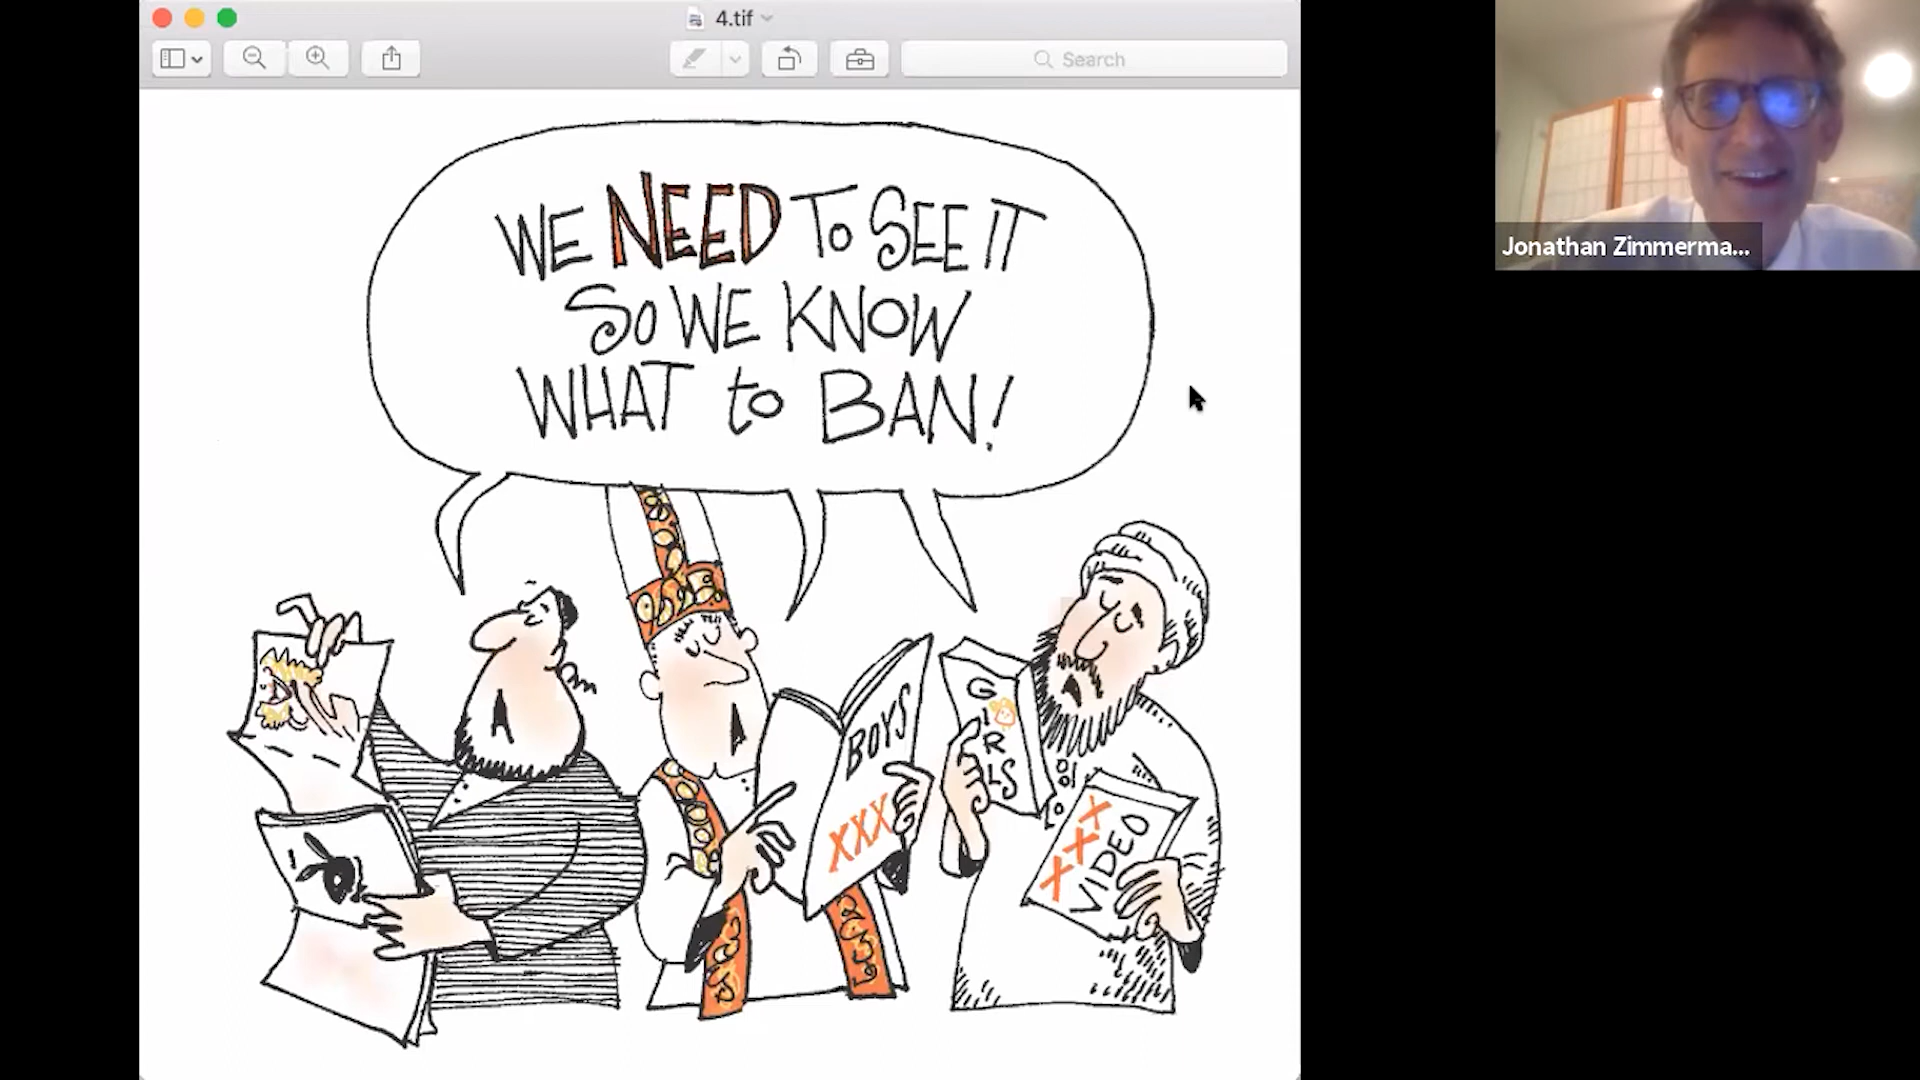 4.tif
Search
Jonathan Zimmerma...
WE NEED To SEE IT
So WE KNOW
WHAT to BAN!
BOYS
XXX
GIRLS
XXX
VIDEO